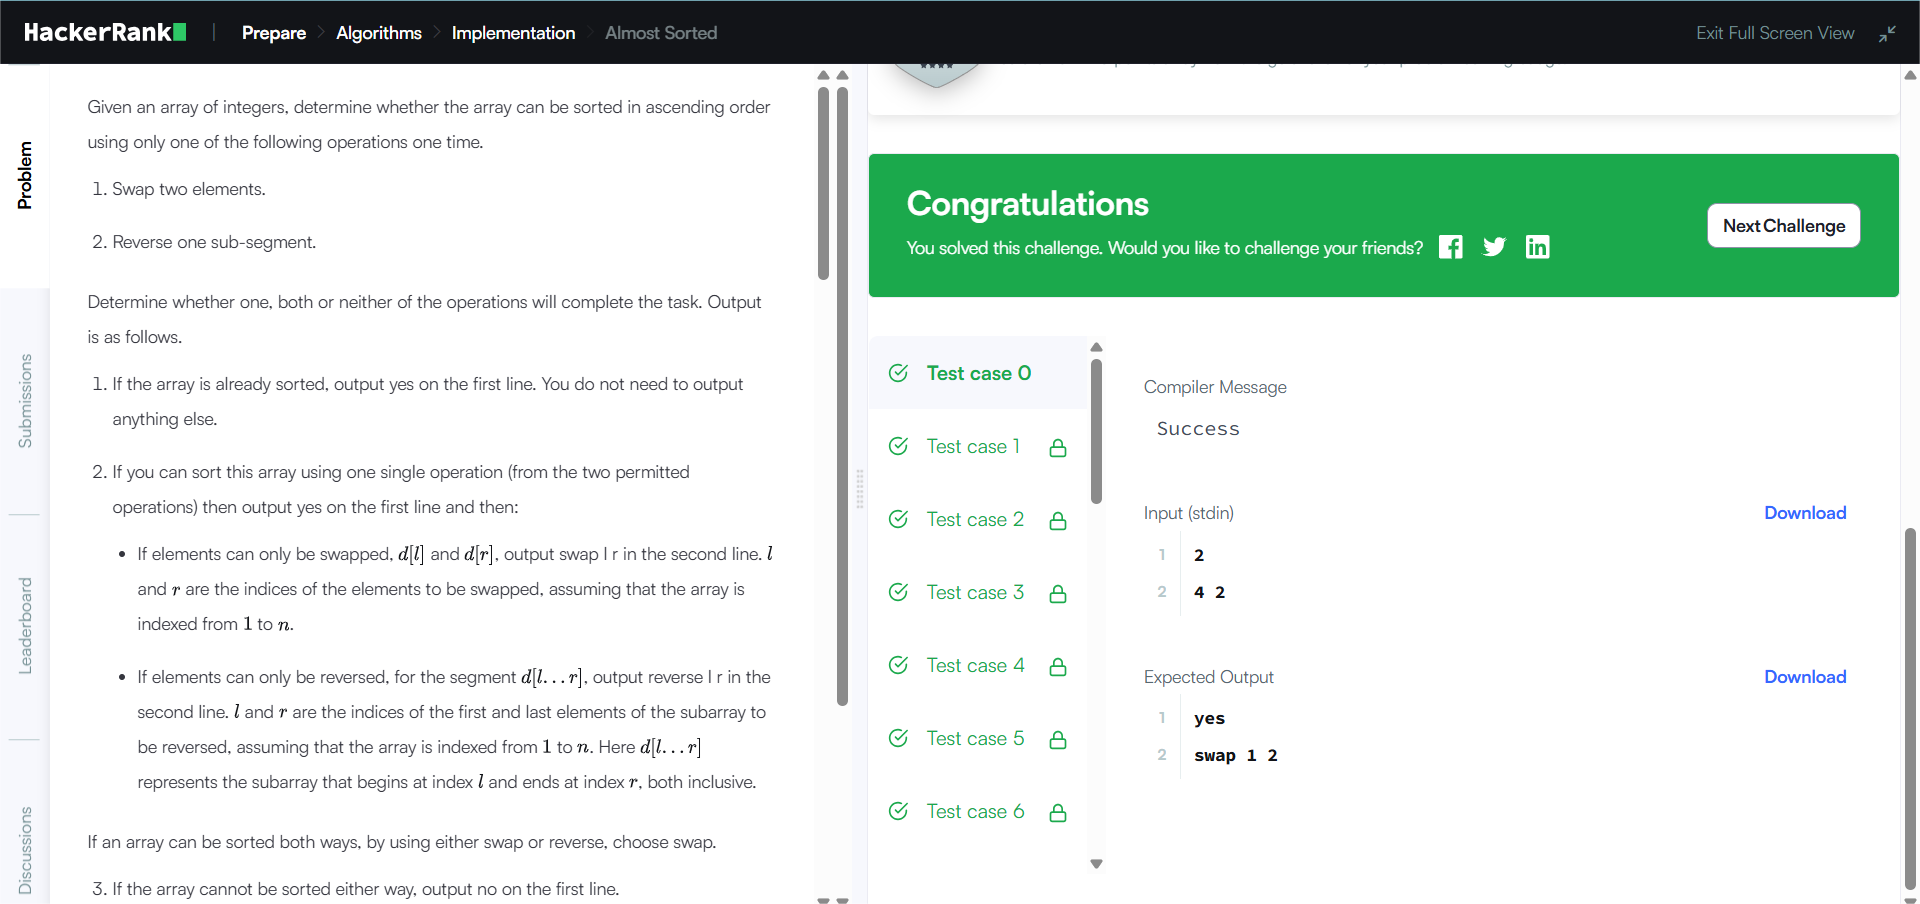 HackerRank | Prepare > Algorithms > Implementation > Almost Sorted
Exit Full Screen View
Problem
Submissions
Leaderboard
Discussions
Given an array of integers, determine whether the array can be sorted in ascending order
using only one of the following operations one time.
1. Swap two elements.
2. Reverse one sub-segment.
Determine whether one, both or neither of the operations will complete the task. Output
is as follows.
1. If the array is already sorted, output yes on the first line. You do not need to output
anything else.
2. If you can sort this array using one single operation (from the two permitted
operations) then output yes on the first line and then:
• If elements can only be swapped, d[l] and d[r], output swap l r in the second line. l
and r are the indices of the elements to be swapped, assuming that the array is
indexed from 1 to n.
• If elements can only be reversed, for the segment d[l...r], output reverse l r in the
second line. l and r are the indices of the first and last elements of the subarray to
be reversed, assuming that the array is indexed from 1 to n. Here d[l...r]
represents the subarray that begins at index l and ends at index r, both inclusive.
If an array can be sorted both ways, by using either swap or reverse, choose swap.
3. If the array cannot be sorted either way, output no on the first line.
Congratulations
You solved this challenge. Would you like to challenge your friends?
Next Challenge
Test case 0
Test case 1
Test case 2
Test case 3
Test case 4
Test case 5
Test case 6
Compiler Message
Success
Input (stdin)
Download
1 2
2 4 2
Expected Output
Download
1 yes
2 swap 1 2